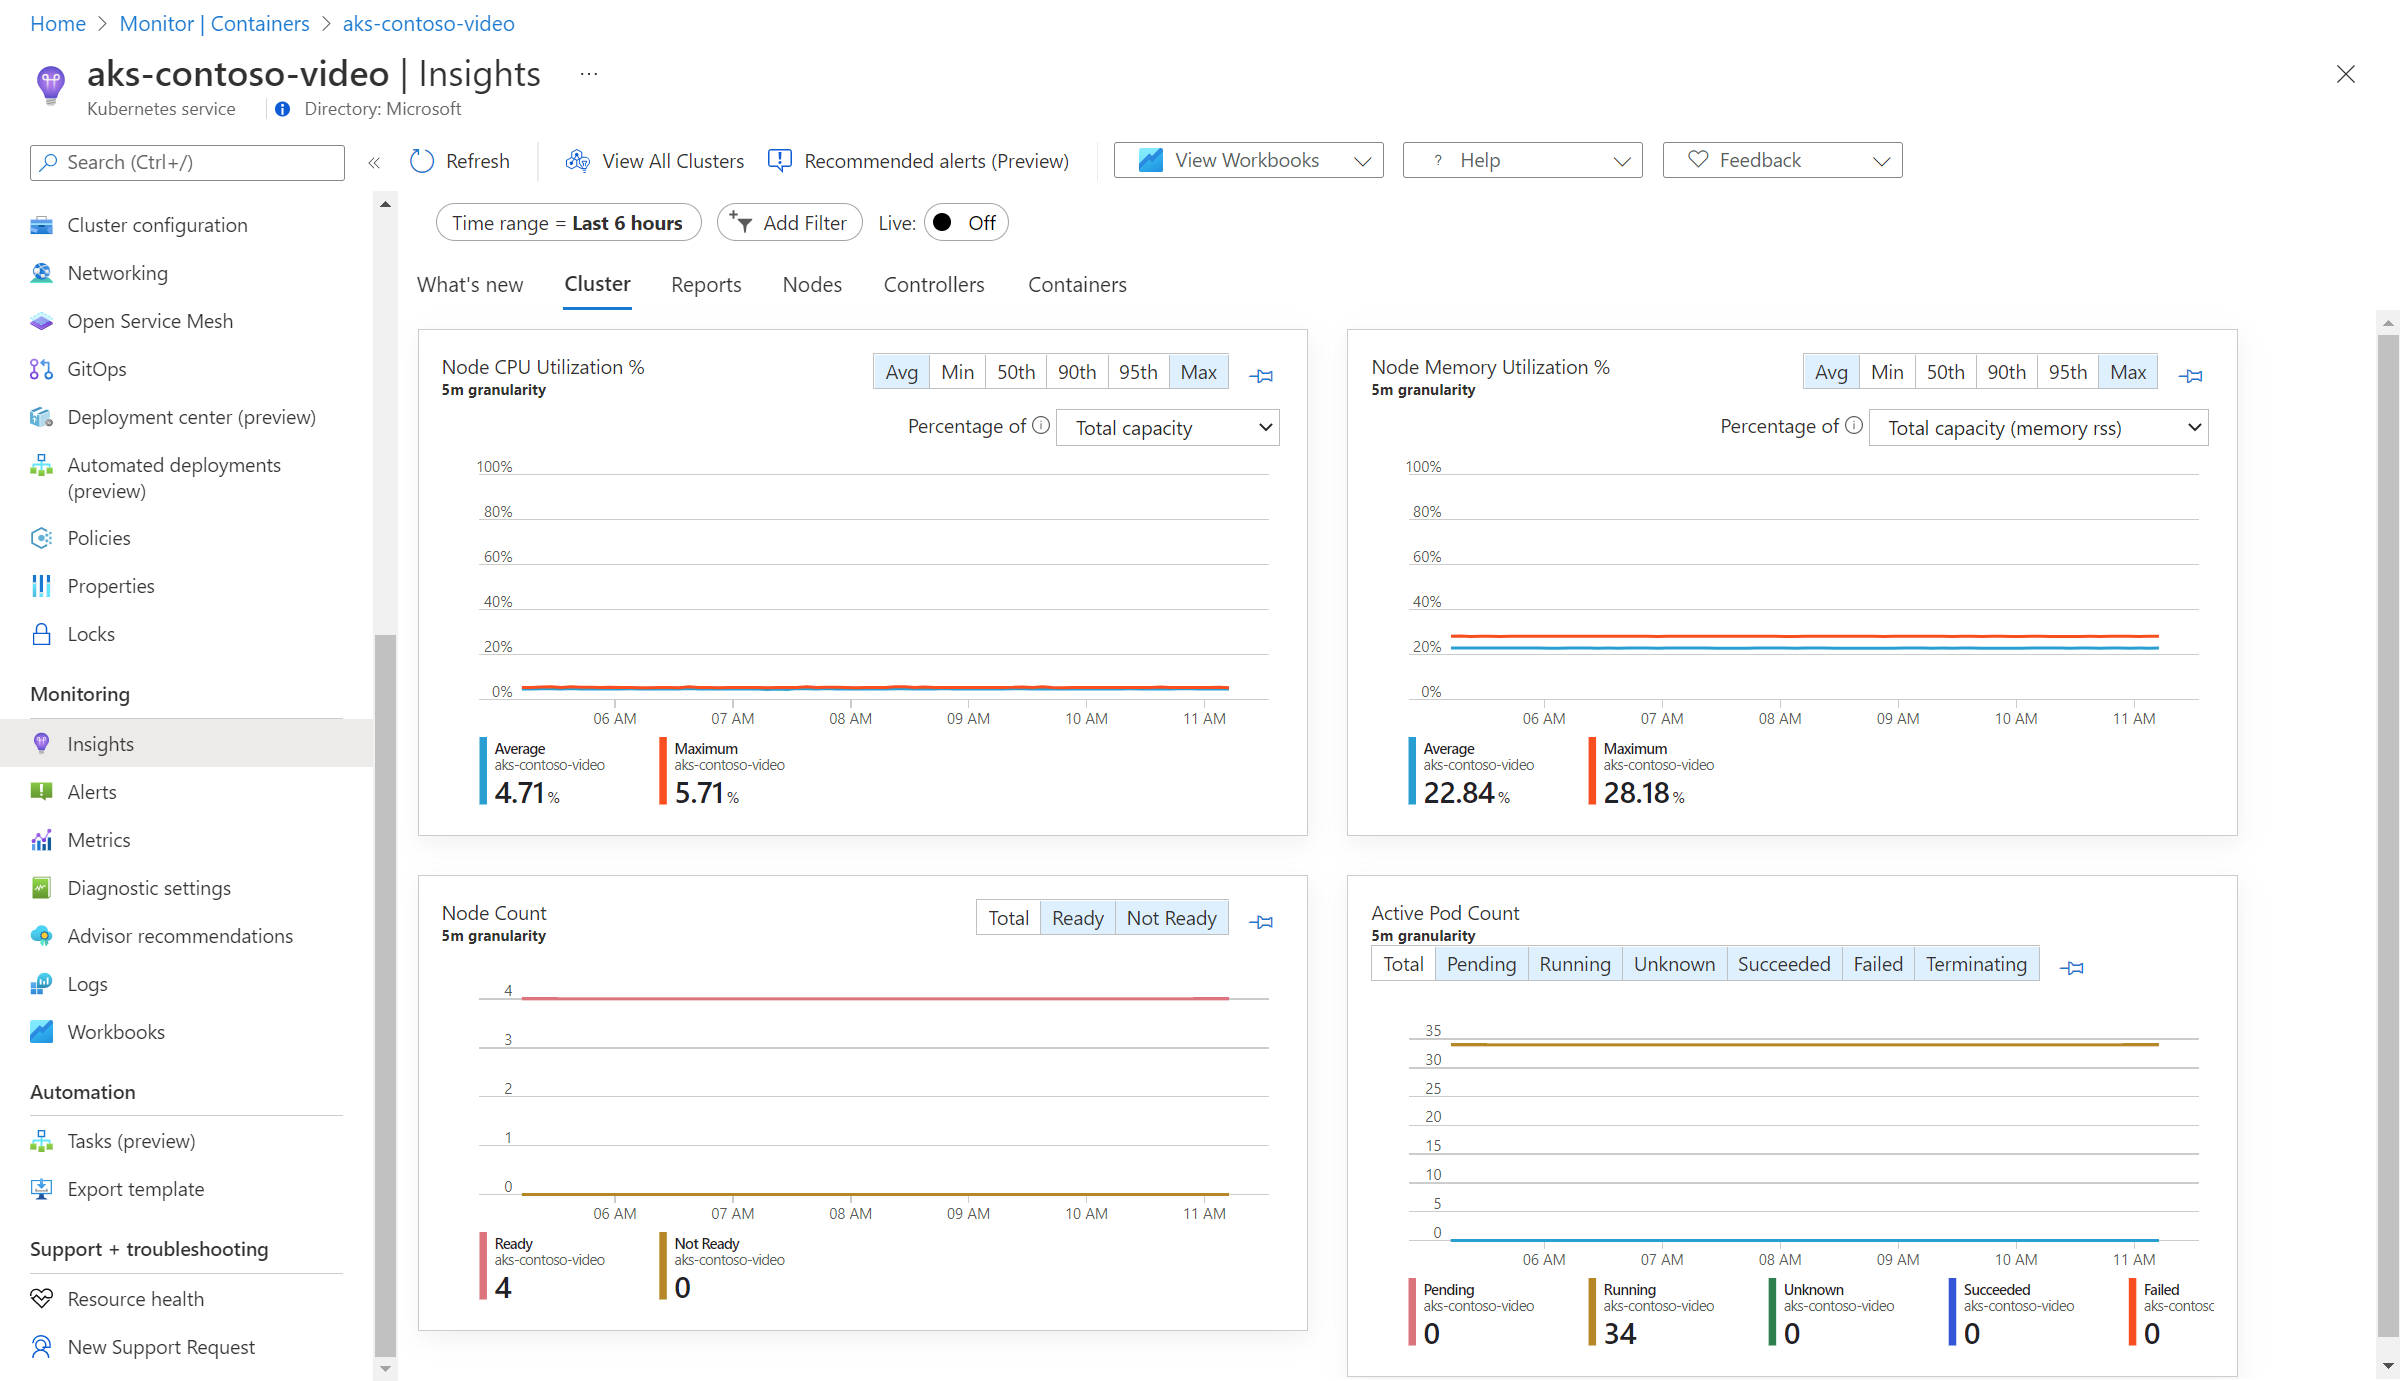 Home > Monitor | Containers > aks-contoso-video
aks-contoso-video | Insights ...
Kubernetes service
Directory: Microsoft
Search (Ctrl+/)
«
Refresh
View All Clusters
Recommended alerts (Preview)
View Workbooks
? Help
Feedback
Time range = Last 6 hours
Add Filter
Live: Off
Cluster configuration
Networking
Open Service Mesh
GitOps
Deployment center (preview)
Automated deployments
(preview)
Policies
Properties
Locks
Monitoring
Insights
Alerts
Metrics
Diagnostic settings
Advisor recommendations
Logs
Workbooks
Automation
Tasks (preview)
Export template
Support + troubleshooting
Resource health
New Support Request
What's new
Cluster
Reports
Nodes
Controllers
Containers
Node CPU Utilization %
5m granularity
Avg Min 50th 90th 95th Max
Percentage of Total capacity
100%
80%
60%
40%
20%
0%
06 AM 07 AM 08 AM 09 AM 10 AM 11 AM
Average
aks-contoso-video
4.71 %
Maximum
aks-contoso-video
5.71 %
Node Memory Utilization %
5m granularity
Avg Min 50th 90th 95th Max
Percentage of Total capacity (memory rss)
100%
80%
60%
40%
20%
0%
06 AM 07 AM 08 AM 09 AM 10 AM 11 AM
Average
aks-contoso-video
22.84 %
Maximum
aks-contoso-video
28.18 %
Node Count
5m granularity
Total Ready Not Ready
4
3
2
1
0
06 AM 07 AM 08 AM 09 AM 10 AM 11 AM
Ready
aks-contoso-video
4
Not Ready
aks-contoso-video
0
Active Pod Count
5m granularity
Total Pending Running Unknown Succeeded Failed Terminating
35
30
25
20
15
10
5
0
06 AM 07 AM 08 AM 09 AM 10 AM 11 AM
Pending
aks-contoso-video
0
Running
aks-contoso-video
34
Unknown
aks-contoso-video
0
Succeeded
aks-contoso-video
0
Failed
aks-contosc
0